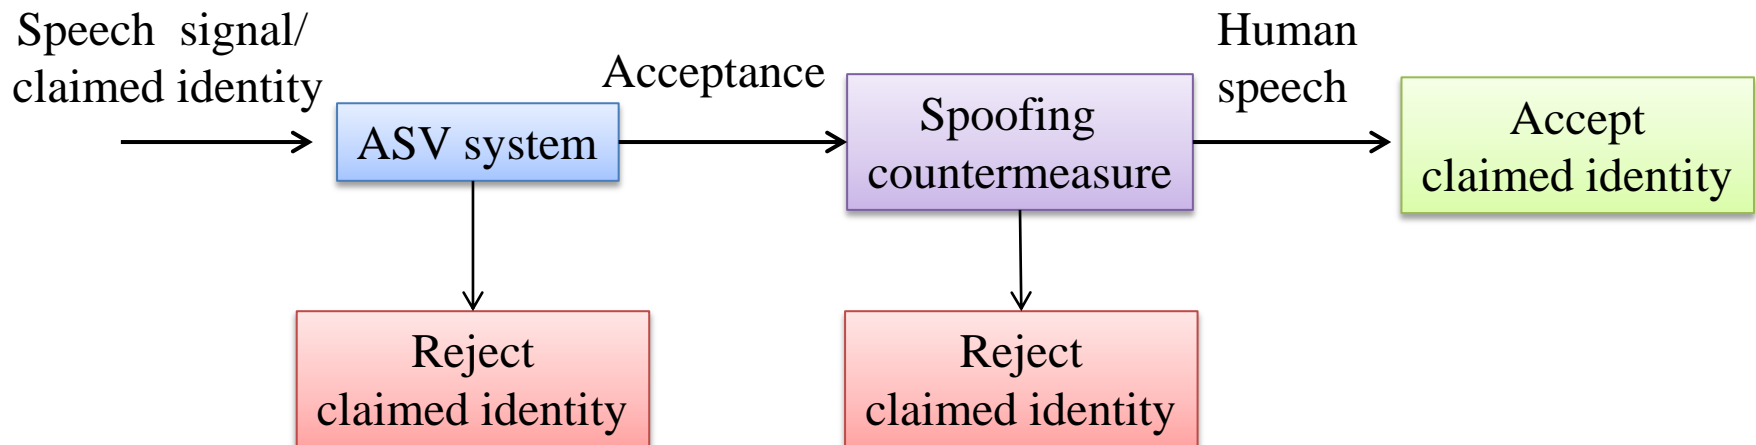 Speech signal/
claimed identity
ASV system
Acceptance
Spoofing
countermeasure
Human
speech
Accept
claimed identity
Reject
claimed identity
Reject
claimed identity